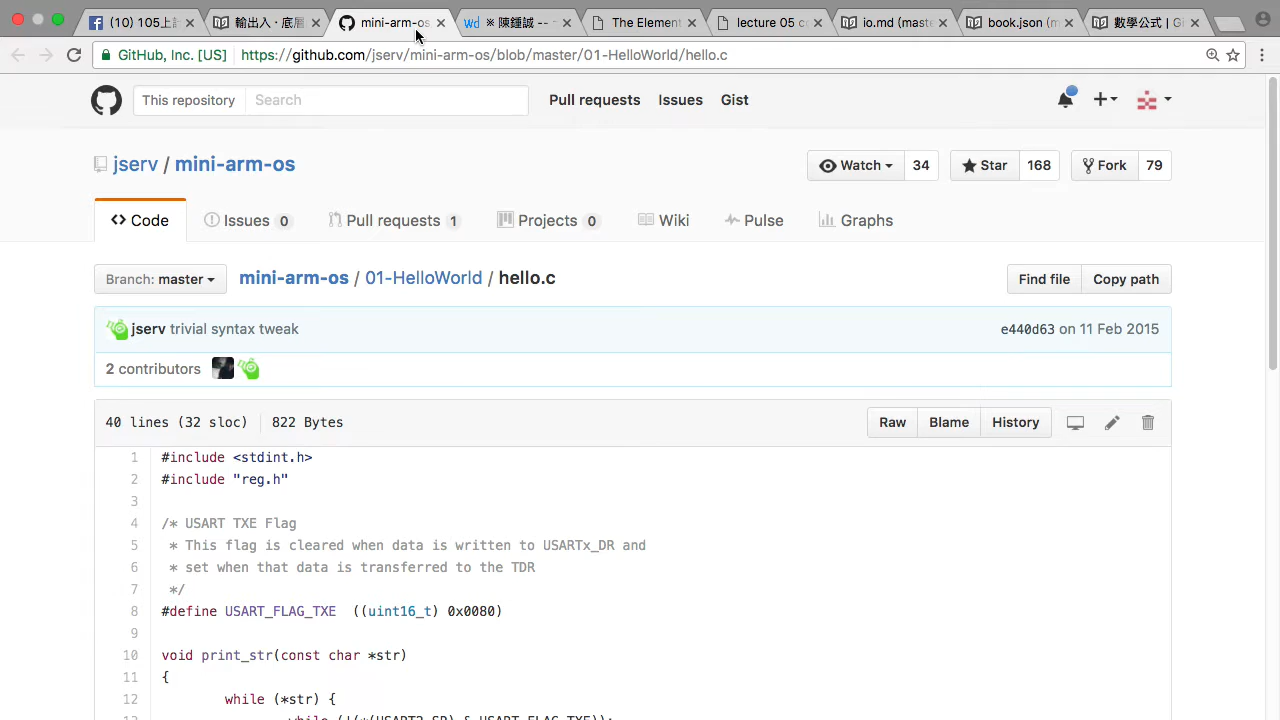 (10) 105上計
輸出入 · 底層
mini-arm-os
Wd ※ 陳鍾誠 --
The Element
lecture 05
io.md (mast
book.json (m
數學公式 | Gi
GitHub, Inc. [US] https://github.com/jserv/mini-arm-os/blob/master/01-HelloWorld/hello.c
This repository Search Pull requests Issues Gist
jserv / mini-arm-os Watch 34 Star 168 Fork 79
<> Code Issues 0 Pull requests 1 Projects 0 Wiki Pulse Graphs
Branch: master mini-arm-os / 01-HelloWorld / hello.c Find file Copy path
jserv trivial syntax tweak e440d63 on 11 Feb 2015
2 contributors
40 lines (32 sloc) 822 Bytes Raw Blame History
1 #include <stdint.h>
2 #include "reg.h"
3
4 /* USART TXE Flag
5 * This flag is cleared when data is written to USARTx_DR and
6 * set when that data is transferred to the TDR
7 */
8 #define USART_FLAG_TXE ((uint16_t) 0x0080)
9
10 void print_str(const char *str)
11 {
12 while (*str) {
13 while (!(*(USART2_SR) & USART_FLAG_TXE));